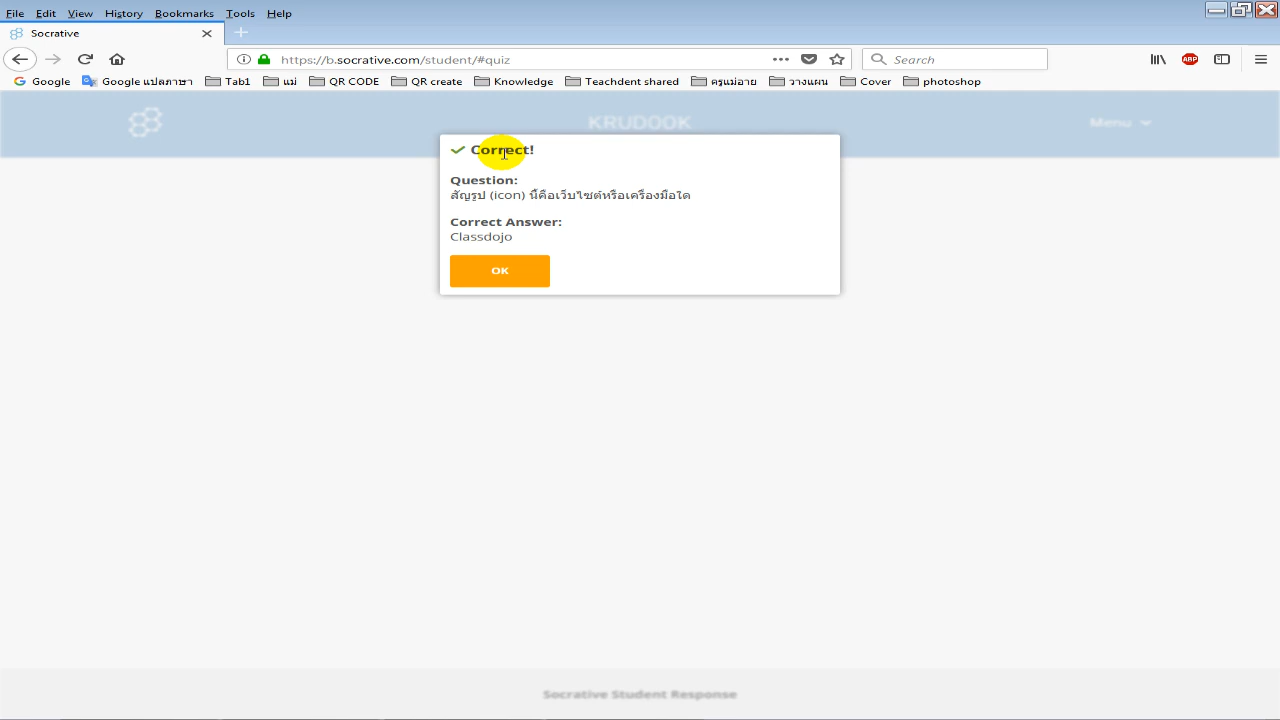 File Edit View History Bookmarks Tools Help
Socrative
https://b.socrative.com/student/#quiz Search
Google Google แปลภาษา Tab1 แม่ QR CODE QR create Knowledge Teachdent shared ครูแม่อาย วางแผน Cover photoshop
KRUDOOK Menu
Correct!
Question:
สัญรูป (icon) นี้คือเว็บไซต์หรือเครื่องมือใด
Correct Answer:
Classdojo
OK
Socrative Student Response